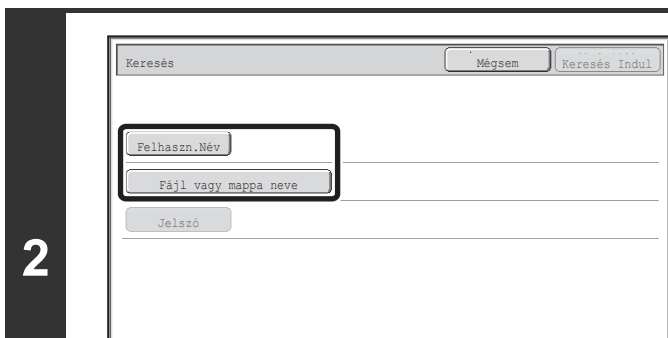 Keresés
Mégsem
Keresés Indul
Felhaszn.Név
Fájl vagy mappa neve
Jelszó
2